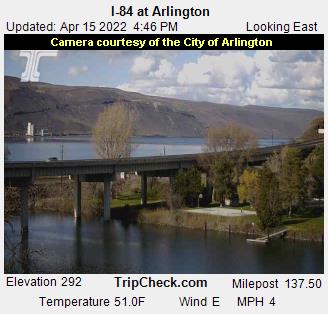 I-84 at Arlington
Updated: Apr 15 2022 4:46 PM Looking East
Camera courtesy of the City of Arlington
Elevation 292 TripCheck.com Milepost 137.50
Temperature 51.0F Wind E MPH 4